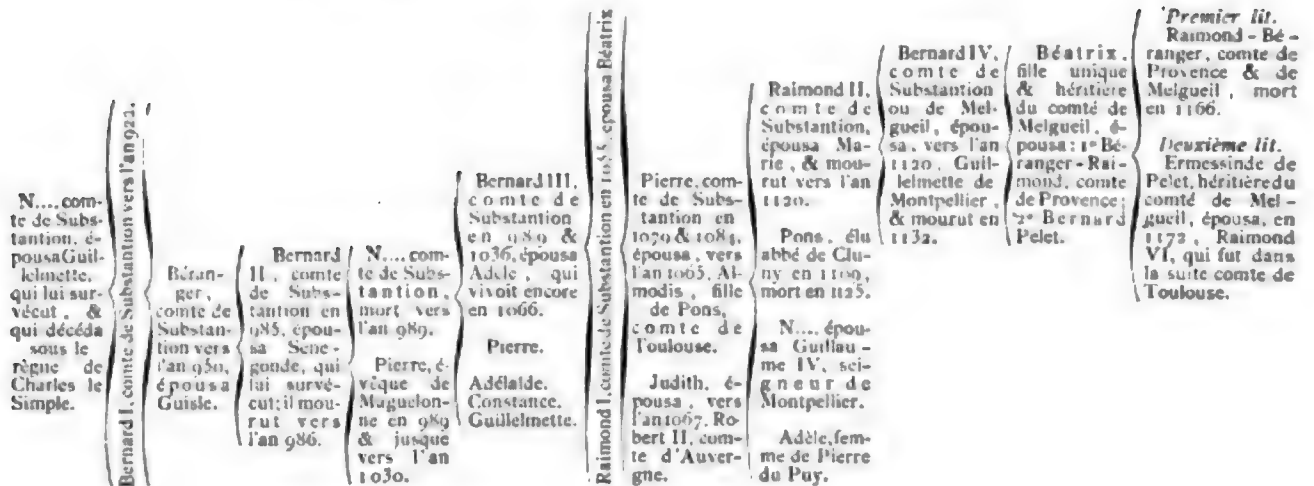 N...., com-
te de Subs-
tantion, é-
pousa Guil-
lelmette,
qui lui sur-
vécut, &
qui décéda
sous le
règne de
Charles le
Simple.
Bernard I, comte de Substantion vers l'an 922.
Béran-
ger,
comte de
Substan-
tion vers
l'an 950,
épousa
Guisle.
Bernard
II, comte
de Subs-
tantion en
985, épou-
sa Sene-
gonde, qui
lui survé-
cut; il mou-
rut vers
l'an 986.
N...., com-
te de Subs-
tantion,
mort vers
l'an 989.
Pierre, é-
vêque de
Maguelon-
ne en 989
& jusque
vers l'an
1030.
Bernard III,
comte de
Substantion
en 989 &
1036, épousa
Adèle, qui
vivoit encore
en 1066.
Pierre.
Adélaïde.
Constance.
Guillelmette.
Raimond I, comte de Substantion en 1055, épousa Béatrix
Pierre, com-
te de Subs-
tantion en
1079 & 1084,
épousa, vers
l'an 1065, Al-
modis, fille
de Pons,
comte de
Toulouse.
Judith, é-
pousa, vers
l'an 1067, Ro-
bert II, com-
te d'Auver-
gne.
Raimond II,
comte de
Substantion,
épousa Ma-
rie, & mou-
rut vers l'an
1120.
Pons, élu
abbé de Clu-
ny en 1109,
mort en 1125.
N...., épou-
sa Guillau-
me IV, sei-
gneur de
Montpellier.
Adèle, fem-
me de Pierre
du Puy.
Bernard IV,
comte de
Substantion
ou de Mel-
gueil, épou-
sa, vers l'an
1120, Guil-
lelmette de
Montpellier,
& mourut en
1132.
Béatrix,
fille unique
& héritière
du comté de
Melgueil, é-
pousa: 1º Bé-
ranger-Rai-
mond, comte
de Provence;
2º Bernard
Pelet.
Premier lit.
Raimond-Bé-
ranger, comte de
Provence & de
Melgueil, mort
en 1166.
Deuxième lit.
Ermessinde de
Pelet, héritière du
comté de Mel-
gueil, épousa, en
1172, Raimond
VI, qui fut dans
la suite comte de
Toulouse.